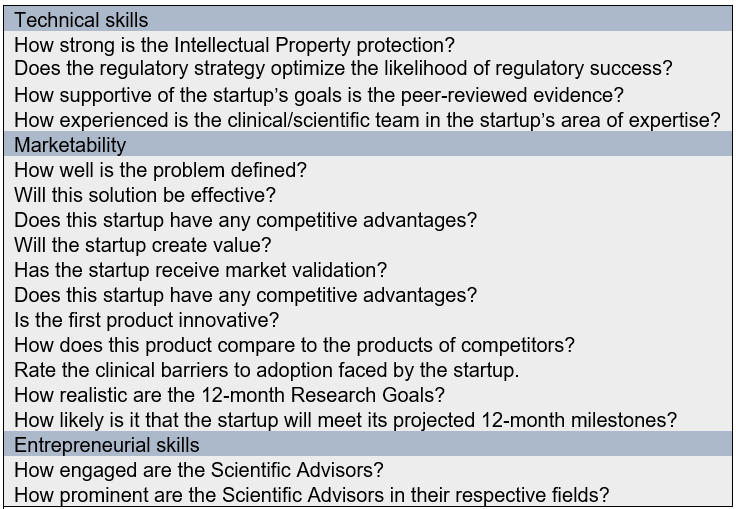 Technical skills
How strong is the Intellectual Property protection?
Does the regulatory strategy optimize the likelihood of regulatory success?
How supportive of the startup's goals is the peer-reviewed evidence?
How experienced is the clinical/scientific team in the startup's area of expertise?
Marketability
How well is the problem defined?
Will this solution be effective?
Does this startup have any competitive advantages?
Will the startup create value?
Has the startup receive market validation?
Does this startup have any competitive advantages?
Is the first product innovative?
How does this product compare to the products of competitors?
Rate the clinical barriers to adoption faced by the startup.
How realistic are the 12-month Research Goals?
How likely is it that the startup will meet its projected 12-month milestones?
Entrepreneurial skills
How engaged are the Scientific Advisors?
How prominent are the Scientific Advisors in their respective fields?